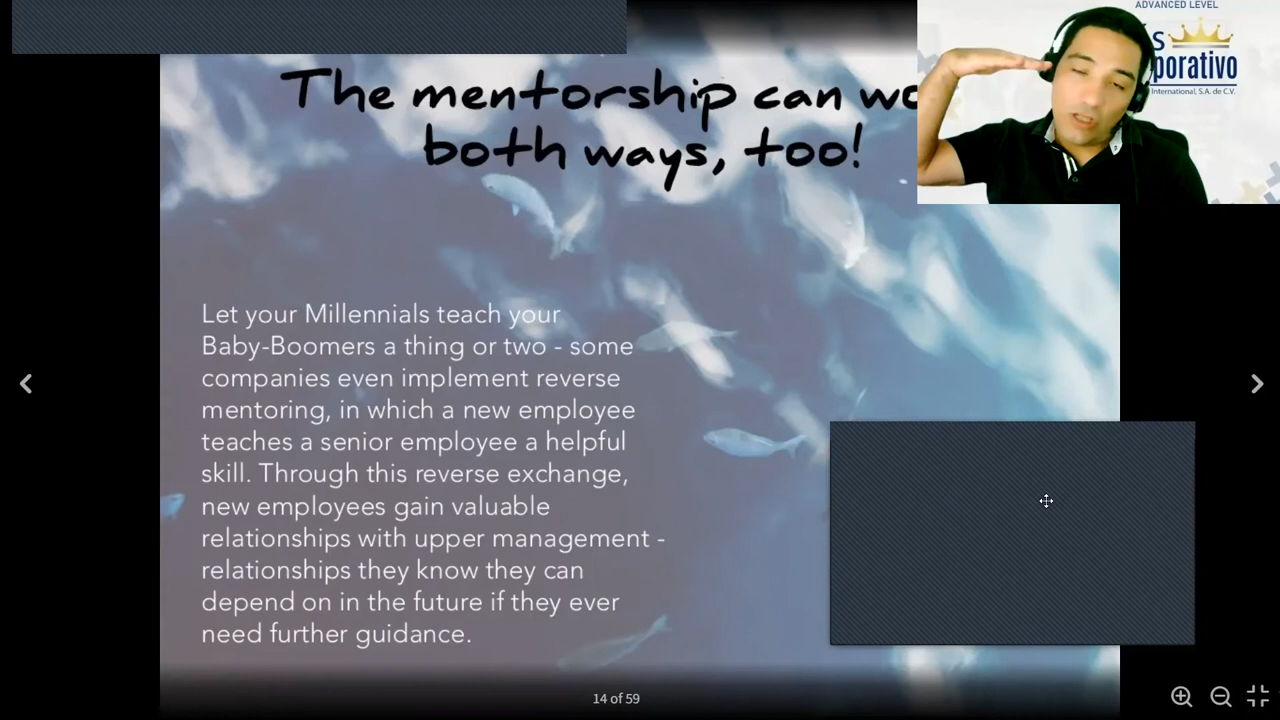 ADVANCED LEVEL
The mentorship can
both ways, too!
International, S.A. de C.V.
Let your Millennials teach your
Baby-Boomers a thing or two - some
companies even implement reverse
mentoring, in which a new employee
teaches a senior employee a helpful
skill. Through this reverse exchange,
new employees gain valuable
relationships with upper management -
relationships they know they can
depend on in the future if they ever
need further guidance.
14 of 59